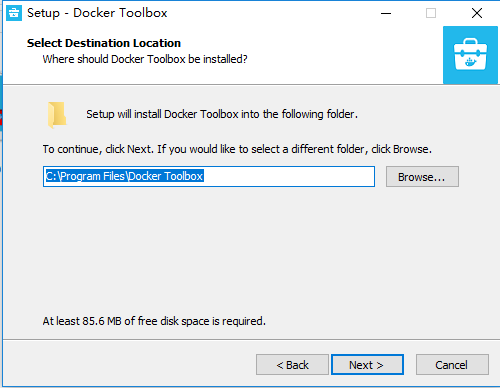 Setup - Docker Toolbox
Select Destination Location
Where should Docker Toolbox be installed?
Setup will install Docker Toolbox into the following folder.
To continue, click Next. If you would like to select a different folder, click Browse.
C:\Program Files\Docker Toolbox
Browse...
At least 85.6 MB of free disk space is required.
< Back
Next >
Cancel